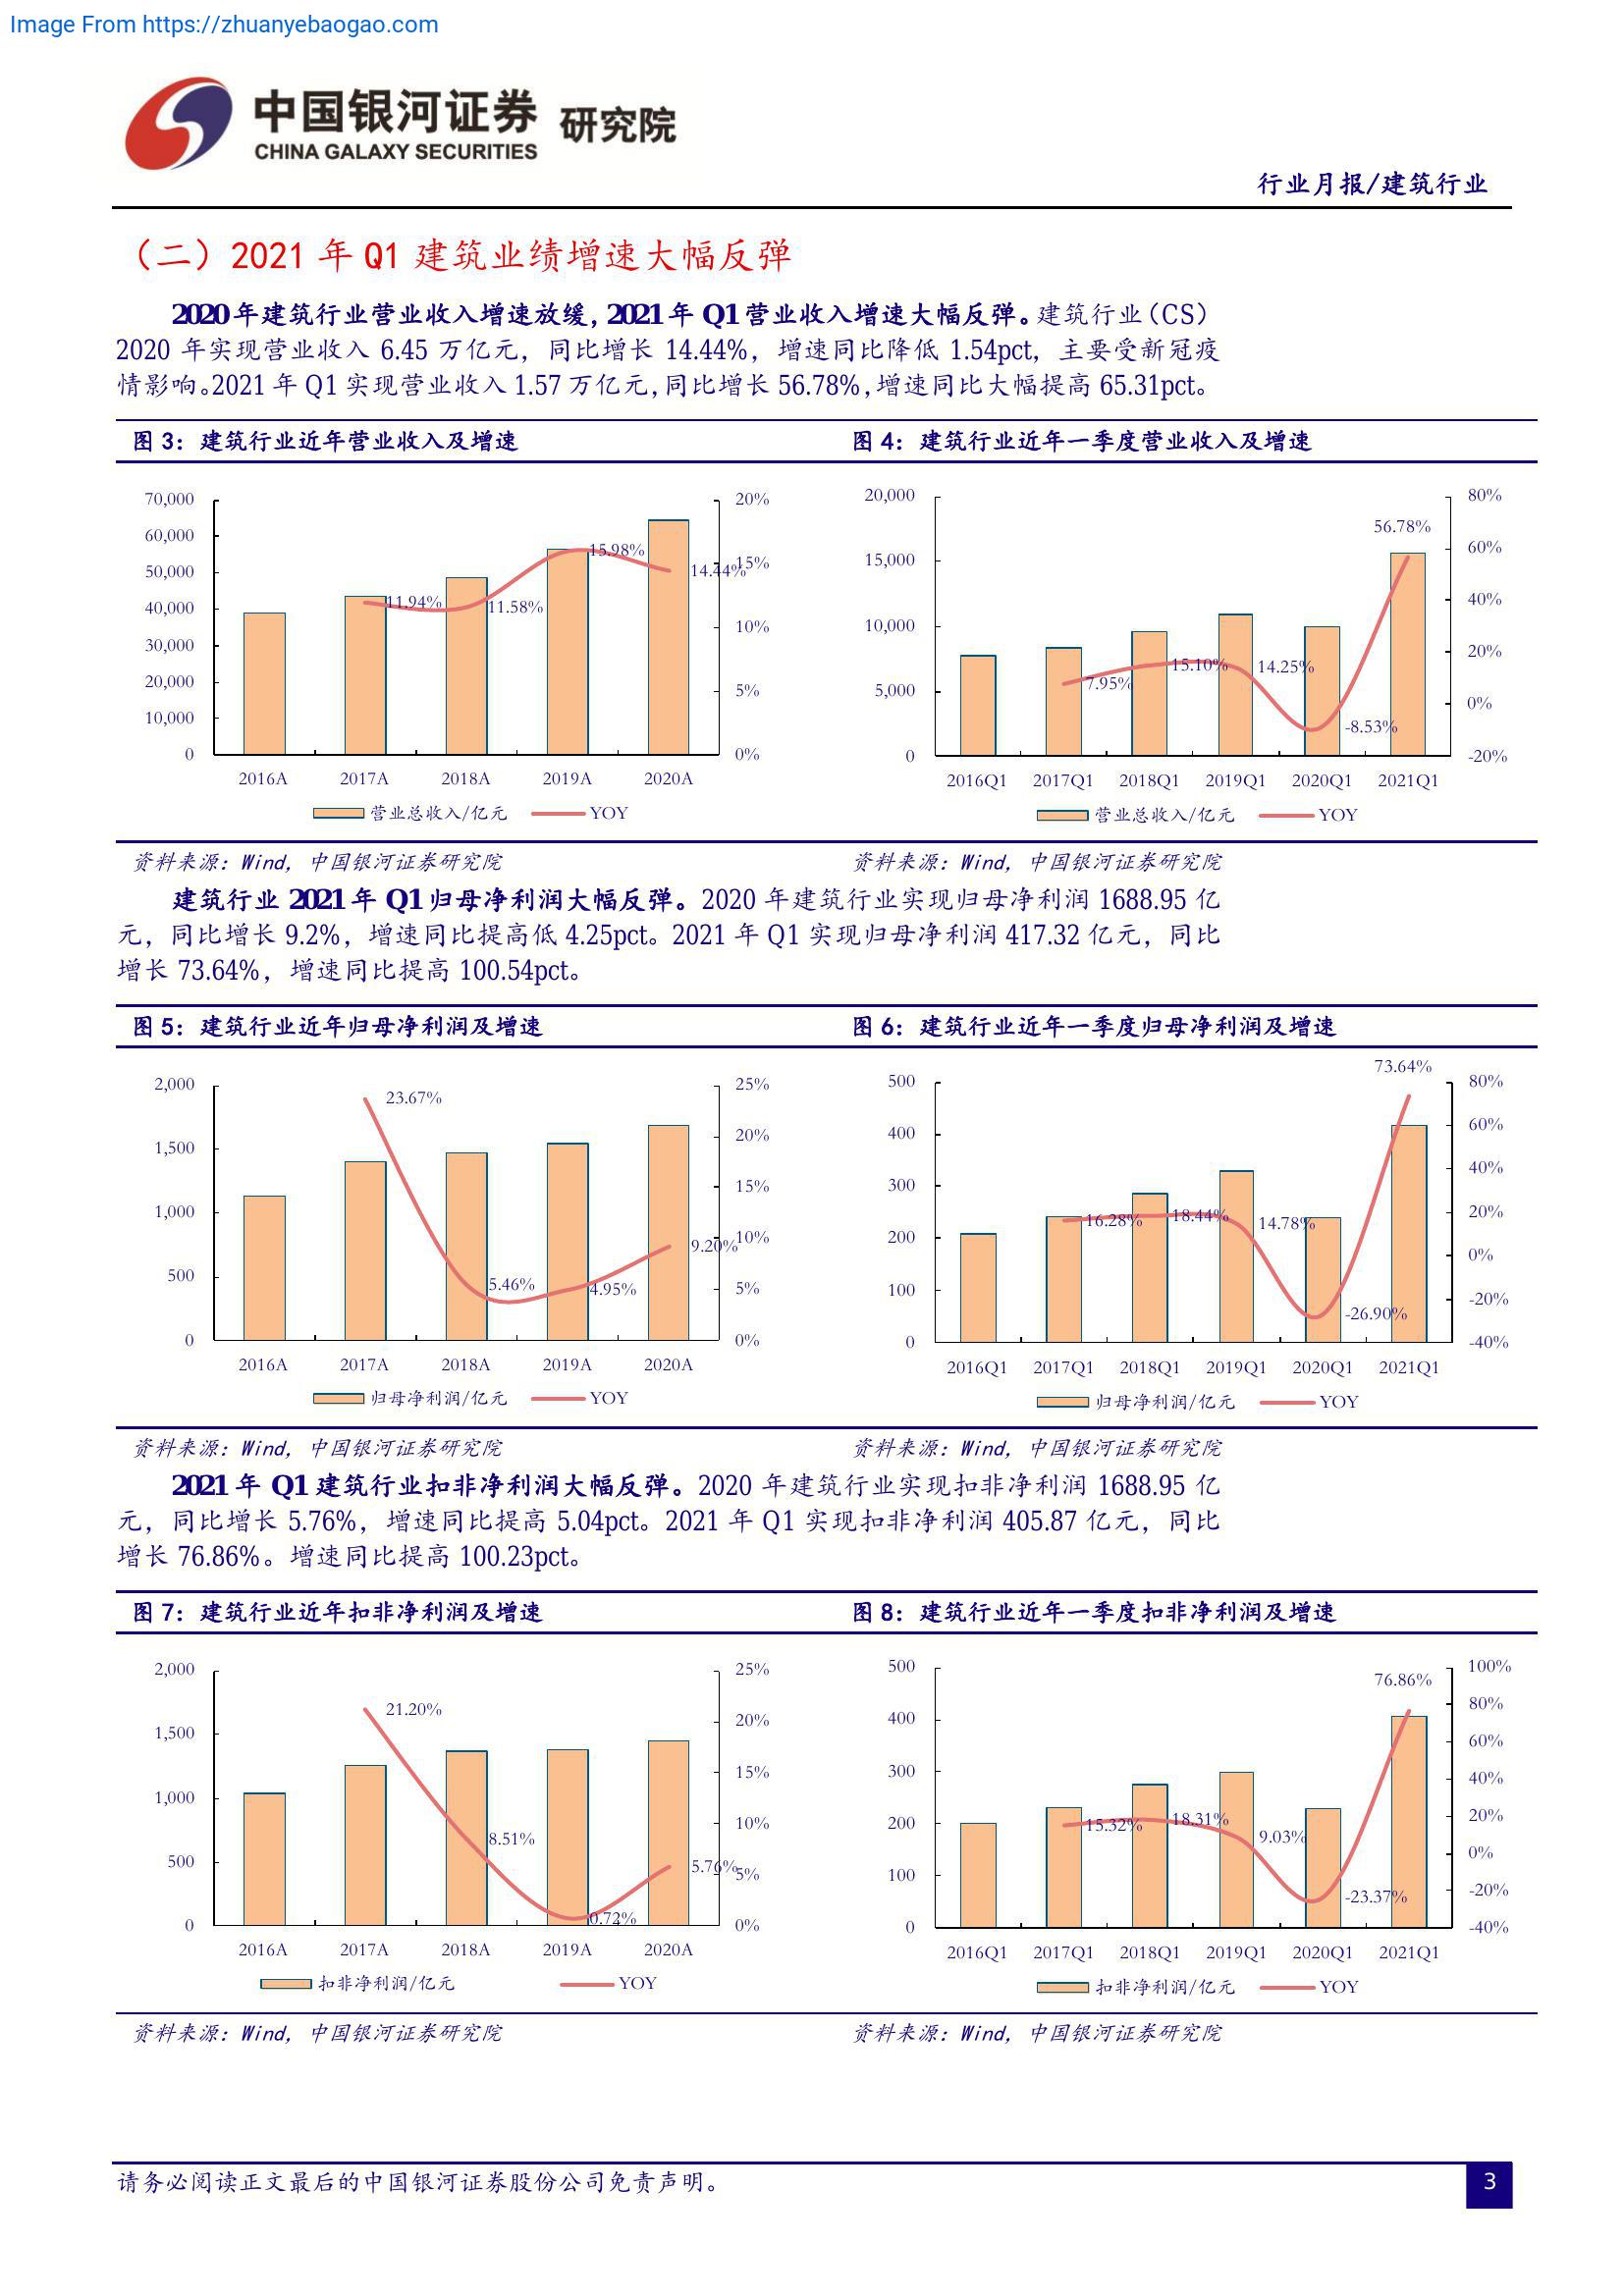 Image From https://zhuanyebaogao.com
中国银河证券 研究院
CHINA GALAXY SECURITIES
行业月报/建筑行业
（二）2021 年 Q1 建筑业绩增速大幅反弹
2020 年建筑行业营业收入增速放缓，2021 年 Q1 营业收入增速大幅反弹。建筑行业（CS）
2020 年实现营业收入 6.45 万亿元，同比增长 14.44%，增速同比降低 1.54pct，主要受新冠疫
情影响。2021 年 Q1 实现营业收入 1.57 万亿元，同比增长 56.78%，增速同比大幅提高 65.31pct。
图 3：建筑行业近年营业收入及增速
70,000
60,000
50,000
40,000
30,000
20,000
10,000
0
20%
15%
10%
5%
0%
11.94%
11.58%
15.98%
14.44%
2016A 2017A 2018A 2019A 2020A
营业总收入/亿元 YOY
图 4：建筑行业近年一季度营业收入及增速
20,000
15,000
10,000
5,000
0
80%
60%
40%
20%
0%
-20%
7.95%
15.10%
14.25%
-8.53%
56.78%
2016Q1 2017Q1 2018Q1 2019Q1 2020Q1 2021Q1
营业总收入/亿元 YOY
资料来源：Wind，中国银河证券研究院
资料来源：Wind，中国银河证券研究院
建筑行业 2021 年 Q1 归母净利润大幅反弹。2020 年建筑行业实现归母净利润 1688.95 亿
元，同比增长 9.2%，增速同比提高低 4.25pct。2021 年 Q1 实现归母净利润 417.32 亿元，同比
增长 73.64%，增速同比提高 100.54pct。
图 5：建筑行业近年归母净利润及增速
2,000
1,500
1,000
500
0
25%
20%
15%
10%
5%
0%
23.67%
5.46%
4.95%
9.20%
2016A 2017A 2018A 2019A 2020A
归母净利润/亿元 YOY
图 6：建筑行业近年一季度归母净利润及增速
500
400
300
200
100
0
80%
60%
40%
20%
0%
-20%
-40%
16.28%
18.44%
14.78%
-26.90%
73.64%
2016Q1 2017Q1 2018Q1 2019Q1 2020Q1 2021Q1
归母净利润/亿元 YOY
资料来源：Wind，中国银河证券研究院
资料来源：Wind，中国银河证券研究院
2021 年 Q1 建筑行业扣非净利润大幅反弹。2020 年建筑行业实现扣非净利润 1688.95 亿
元，同比增长 5.76%，增速同比提高 5.04pct。2021 年 Q1 实现扣非净利润 405.87 亿元，同比
增长 76.86%。增速同比提高 100.23pct。
图 7：建筑行业近年扣非净利润及增速
2,000
1,500
1,000
500
0
25%
20%
15%
10%
5%
0%
21.20%
8.51%
0.72%
5.76%
2016A 2017A 2018A 2019A 2020A
扣非净利润/亿元 YOY
图 8：建筑行业近年一季度扣非净利润及增速
500
400
300
200
100
0
100%
80%
60%
40%
20%
0%
-20%
-40%
15.32%
18.31%
9.03%
-23.37%
76.86%
2016Q1 2017Q1 2018Q1 2019Q1 2020Q1 2021Q1
扣非净利润/亿元 YOY
资料来源：Wind，中国银河证券研究院
资料来源：Wind，中国银河证券研究院
请务必阅读正文最后的中国银河证券股份公司免责声明。
3